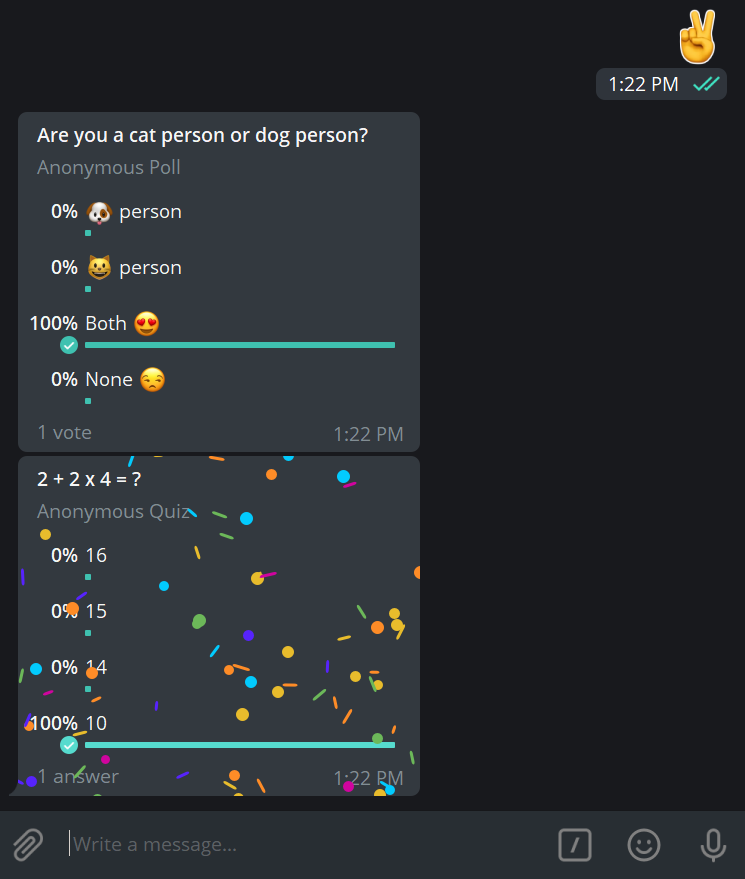 ✌️
1:22 PM
Are you a cat person or dog person?
Anonymous Poll
0% 🐶 person
0% 😺 person
100% Both 😍
0% None 😒
1 vote 1:22 PM
2 + 2 x 4 = ?
Anonymous Quiz
0% 16
0% 15
0% 14
100% 10
1 answer 1:22 PM
Write a message...